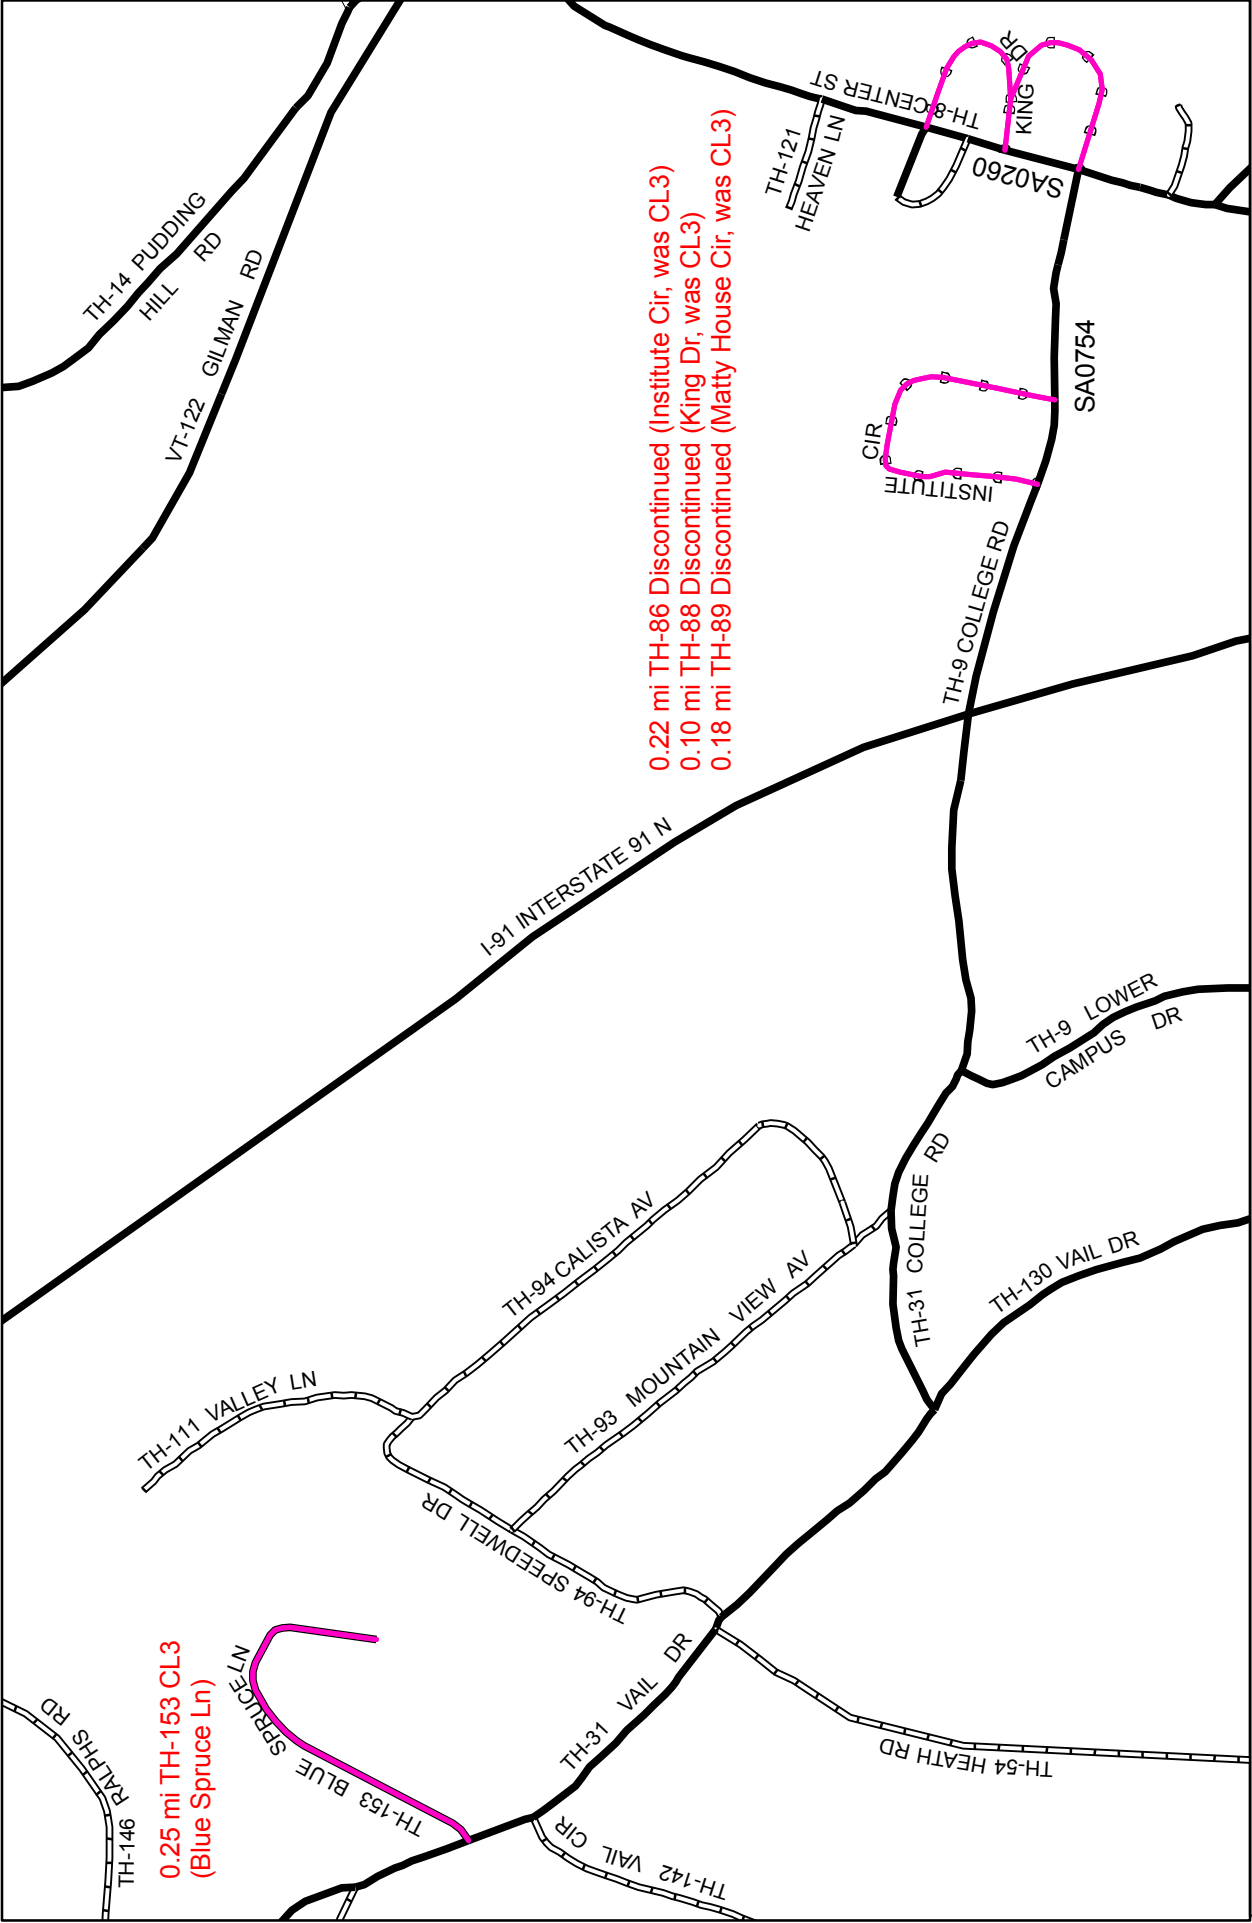 TH-14 PUDDING
HILL RD
VT-122 GILMAN RD
TH-8 CENTER ST
KING DR
TH-121
HEAVEN LN
SA0260
0.22 mi TH-86 Discontinued (Institute Cir, was CL3)
0.10 mi TH-88 Discontinued (King Dr, was CL3)
0.18 mi TH-89 Discontinued (Matty House Cir, was CL3)
INSTITUTE CIR
SA0754
TH-9 COLLEGE RD
I-91 INTERSTATE 91 N
TH-9 LOWER
CAMPUS DR
TH-31 COLLEGE RD
TH-130 VAIL DR
TH-94 CALISTA AV
TH-93 MOUNTAIN VIEW AV
TH-111 VALLEY LN
TH-94 SPEEDWELL DR
TH-31 VAIL DR
TH-54 HEATH RD
TH-153 BLUE SPRUCE LN
0.25 mi TH-153 CL3
(Blue Spruce Ln)
TH-146 RALPHS RD
TH-142 VAIL CIR